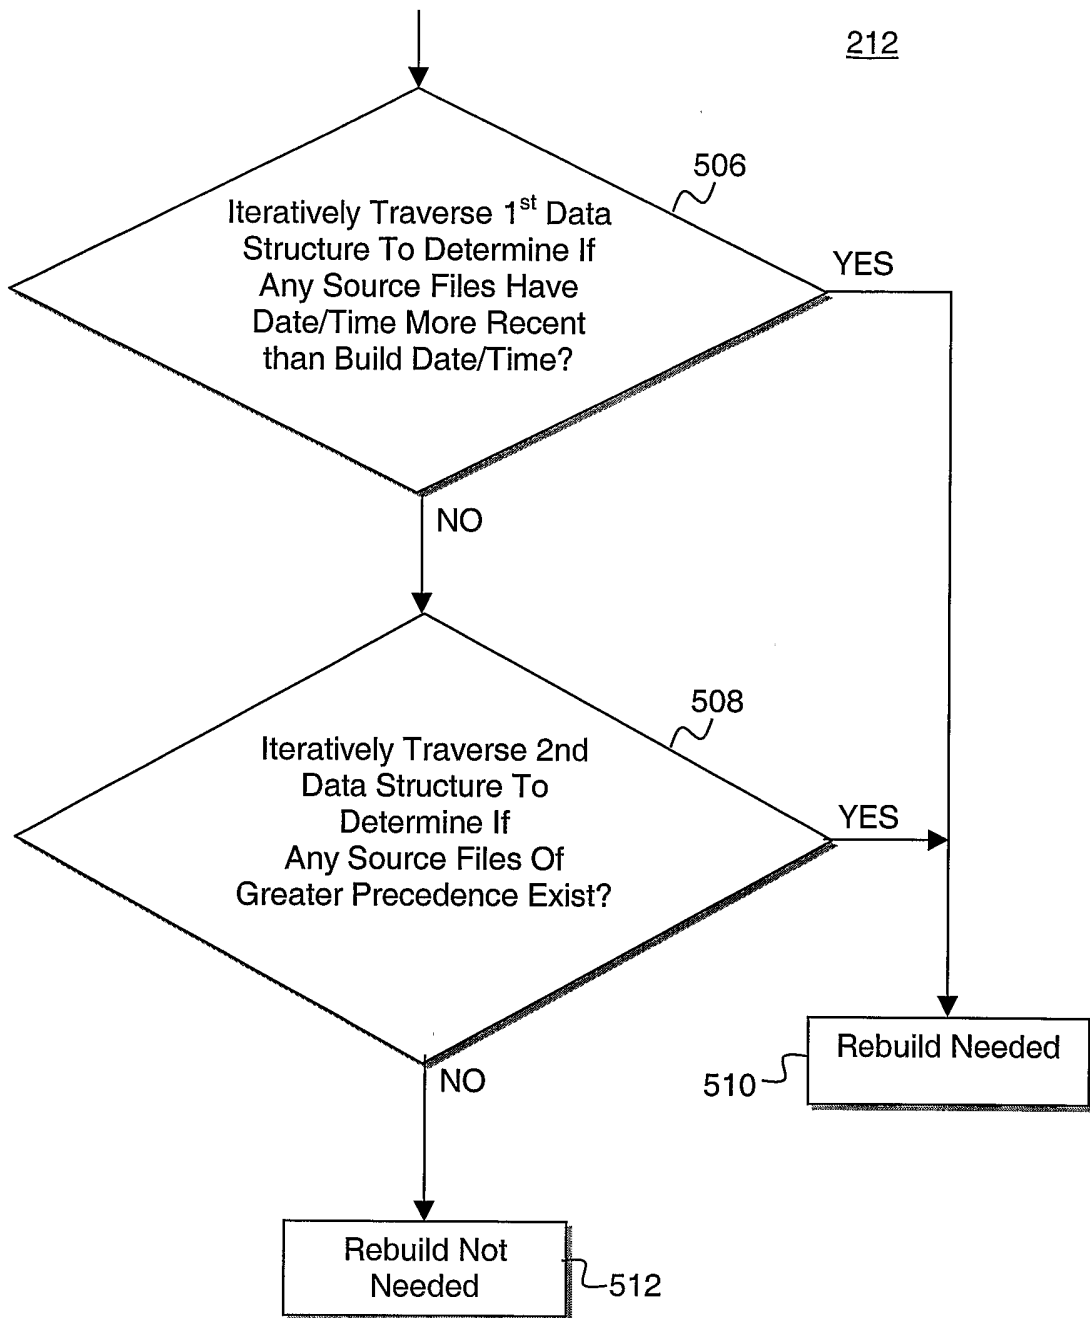 212
506
Iteratively Traverse 1st Data
Structure To Determine If
Any Source Files Have
Date/Time More Recent
than Build Date/Time?
YES
NO
508
Iteratively Traverse 2nd
Data Structure To
Determine If
Any Source Files Of
Greater Precedence Exist?
YES
NO
Rebuild Needed
510
Rebuild Not
Needed
512